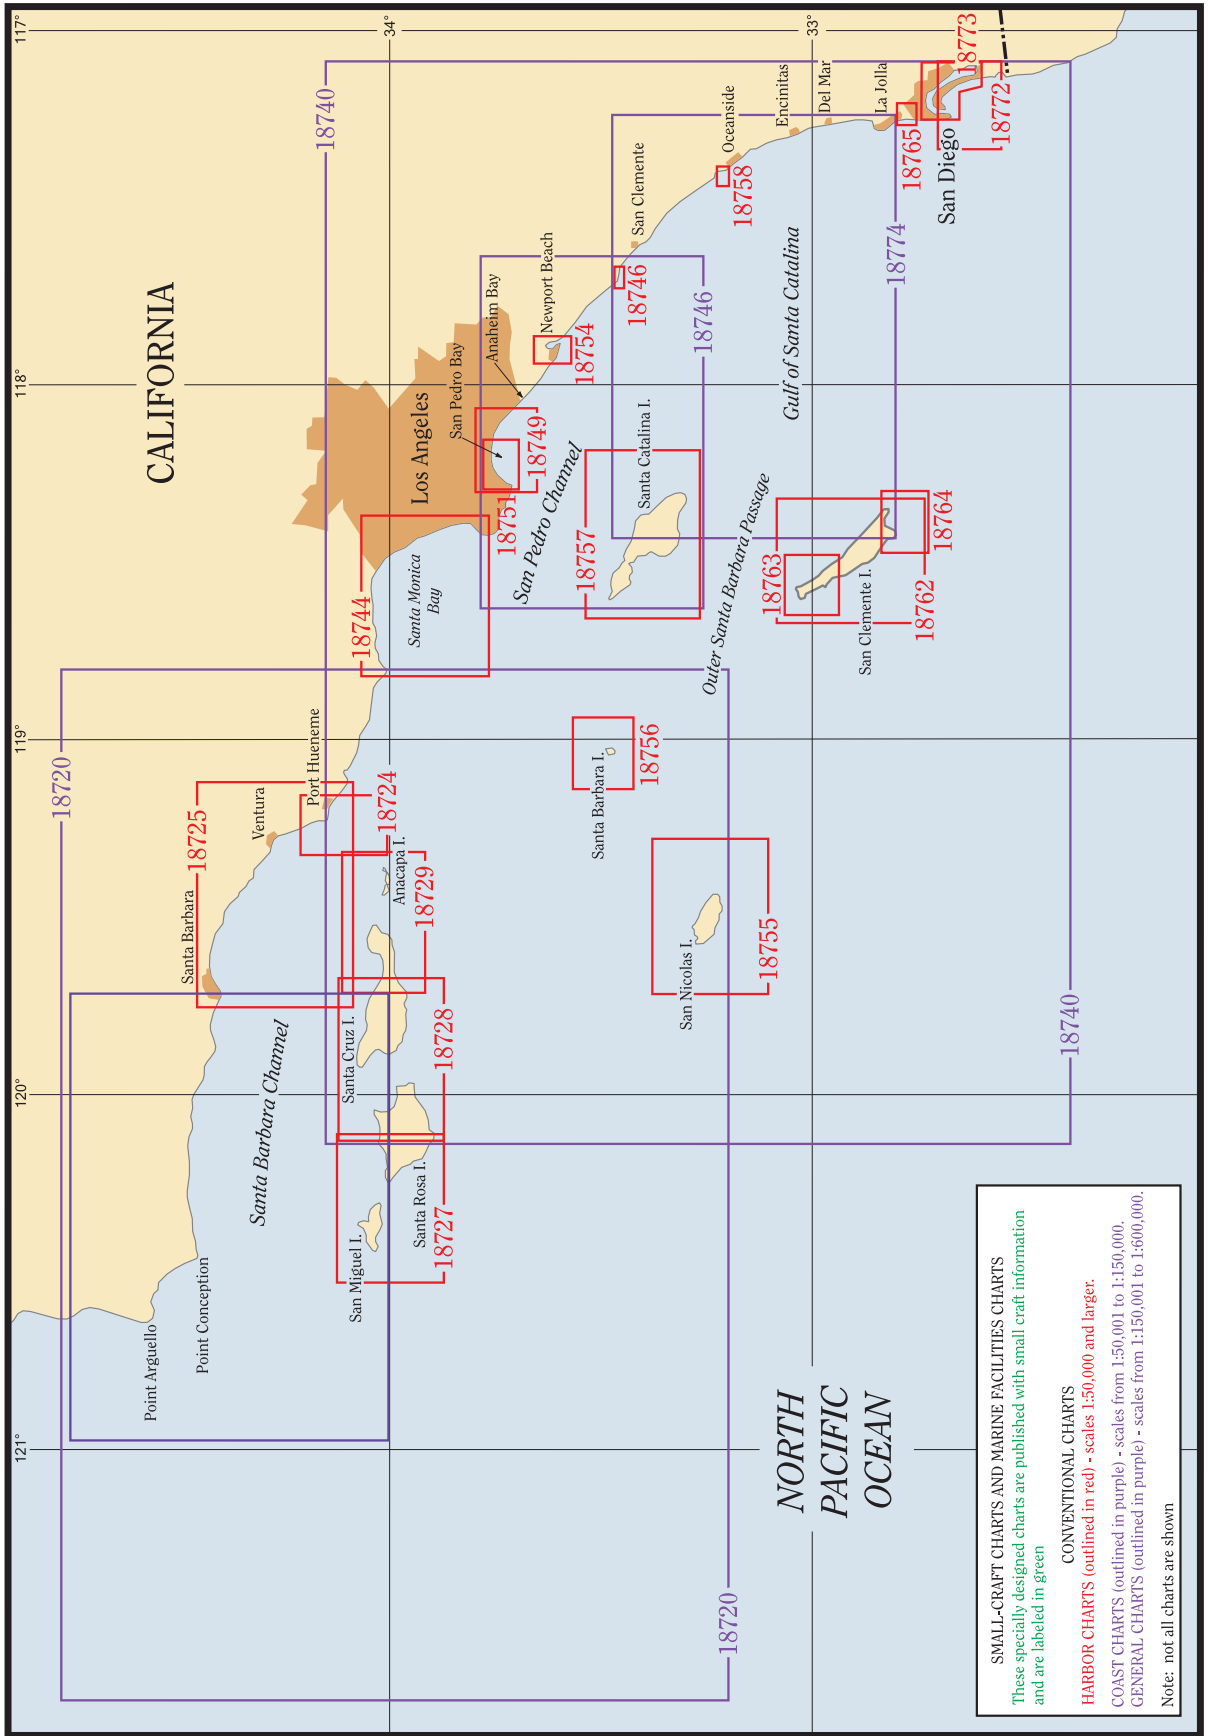 117°
118°
119°
120°
121°
34°
33°
CALIFORNIA
Los Angeles
San Diego
NORTH
PACIFIC
OCEAN
Point Arguello
Point Conception
Santa Barbara Channel
Santa Barbara
Ventura
Port Hueneme
San Miguel I.
Santa Rosa I.
Santa Cruz I.
Anacapa I.
Santa Monica
Bay
San Pedro Channel
San Pedro Bay
Anaheim Bay
Newport Beach
San Clemente
Oceanside
Encinitas
Del Mar
La Jolla
Santa Catalina I.
Gulf of Santa Catalina
Outer Santa Barbara Passage
Santa Barbara I.
San Nicolas I.
San Clemente I.
18720
18720
18740
18740
18746
18774
18725
18724
18729
18728
18727
18744
18751
18749
18754
18746
18758
18765
18773
18772
18757
18756
18755
18763
18762
18764
SMALL-CRAFT CHARTS AND MARINE FACILITIES CHARTS
These specially designed charts are published with small craft information
and are labeled in green
CONVENTIONAL CHARTS
HARBOR CHARTS (outlined in red) - scales 1:50,000 and larger.
COAST CHARTS (outlined in purple) - scales from 1:50,001 to 1:150,000.
GENERAL CHARTS (outlined in purple) - scales from 1:150,001 to 1:600,000.
Note: not all charts are shown